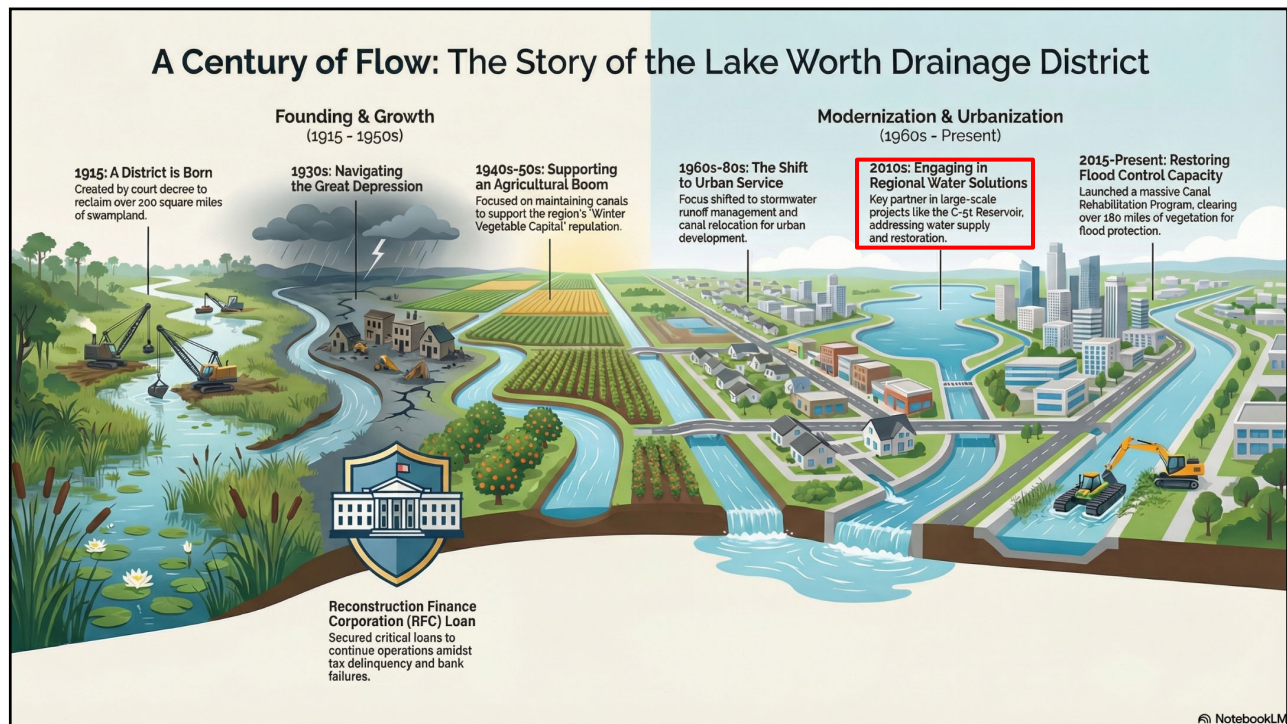 A Century of Flow: The Story of the Lake Worth Drainage District
Founding & Growth
(1915 - 1950s)
1915: A District is Born
Created by court decree to
reclaim over 200 square miles
of swampland.
1930s: Navigating
the Great Depression
1940s-50s: Supporting
an Agricultural Boom
Focused on maintaining canals
to support the region's 'Winter
Vegetable Capital' reputation.
Reconstruction Finance
Corporation (RFC) Loan
Secured critical loans to
continue operations amidst
tax delinquency and bank
failures.
Modernization & Urbanization
(1960s - Present)
1960s-80s: The Shift
to Urban Service
Focus shifted to stormwater
runoff management and
canal relocation for urban
development.
2010s: Engaging in
Regional Water Solutions
Key partner in large-scale
projects like the C-51 Reservoir,
addressing water supply
and restoration.
2015-Present: Restoring
Flood Control Capacity
Launched a massive Canal
Rehabilitation Program, clearing
over 180 miles of vegetation for
flood protection.
NotebookLM